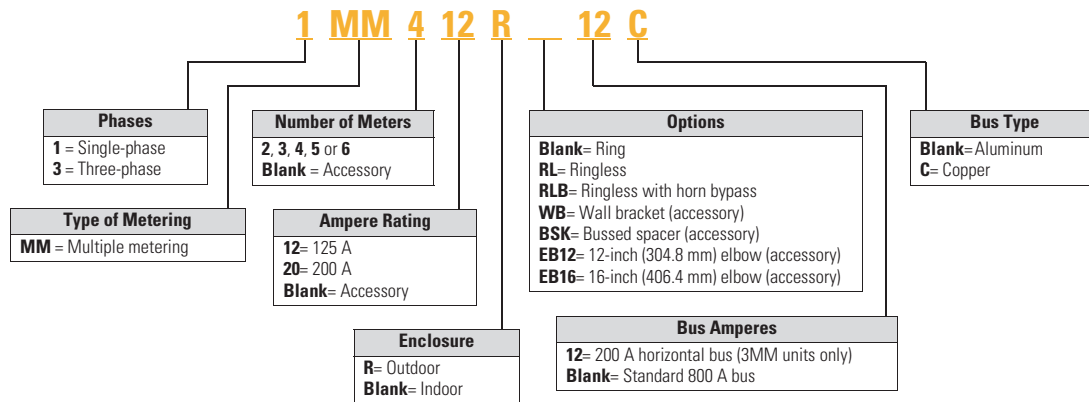 1 MM 4 12 R __ 12 C
Phases
1 = Single-phase
3 = Three-phase
Type of Metering
MM = Multiple metering
Number of Meters
2, 3, 4, 5 or 6
Blank = Accessory
Ampere Rating
12= 125 A
20= 200 A
Blank= Accessory
Enclosure
R= Outdoor
Blank= Indoor
Options
Blank= Ring
RL= Ringless
RLB= Ringless with horn bypass
WB= Wall bracket (accessory)
BSK= Bussed spacer (accessory)
EB12= 12-inch (304.8 mm) elbow (accessory)
EB16= 16-inch (406.4 mm) elbow (accessory)
Bus Amperes
12= 200 A horizontal bus (3MM units only)
Blank= Standard 800 A bus
Bus Type
Blank= Aluminum
C= Copper